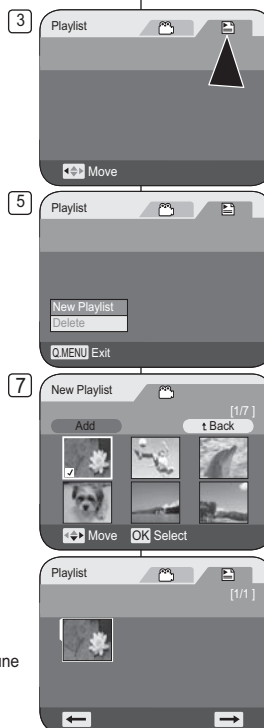 3
Playlist
Move
5
Playlist
New Playlist
Delete
Q.MENU Exit
7
New Playlist
[1/7 ]
Add
t Back
Move OK Select
Playlist
[1/1 ]